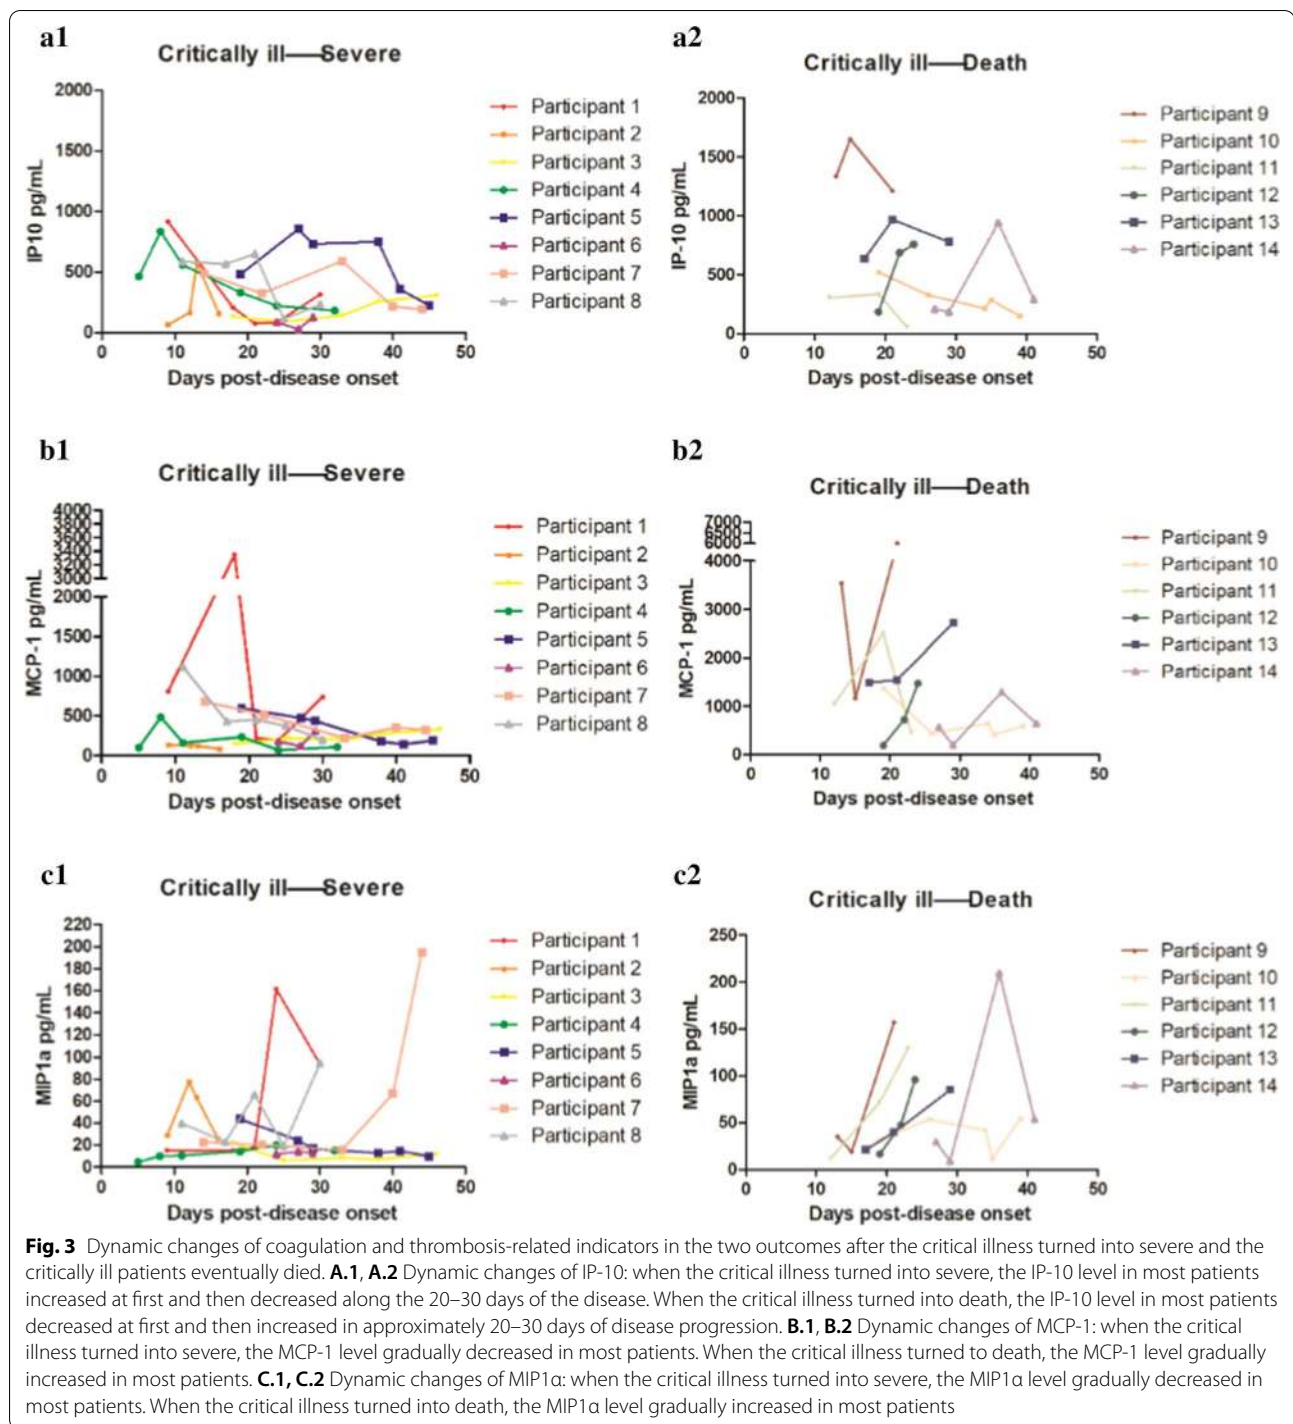 a1
Critically ill——Severe
2000
1500
1000
500
0
IP10 pg/mL
0 10 20 30 40 50
Days post-disease onset
Participant 1
Participant 2
Participant 3
Participant 4
Participant 5
Participant 6
Participant 7
Participant 8
a2
Critically ill——Death
2000
1500
1000
500
0
IP-10 pg/mL
0 10 20 30 40 50
Days post-disease onset
Participant 9
Participant 10
Participant 11
Participant 12
Participant 13
Participant 14
b1
Critically ill——Severe
4000
3800
3600
3400
3200
3000
2000
1500
1000
500
0
MCP-1 pg/mL
0 10 20 30 40 50
Days post-disease onset
Participant 1
Participant 2
Participant 3
Participant 4
Participant 5
Participant 6
Participant 7
Participant 8
b2
Critically ill——Death
7000
6500
6000
4000
3000
2000
1000
0
MCP-1 pg/mL
0 10 20 30 40 50
Days post-disease onset
Participant 9
Participant 10
Participant 11
Participant 12
Participant 13
Participant 14
c1
Critically ill——Severe
220
200
180
160
140
120
100
80
60
40
20
0
MIP1a pg/mL
0 10 20 30 40 50
Days post-disease onset
Participant 1
Participant 2
Participant 3
Participant 4
Participant 5
Participant 6
Participant 7
Participant 8
c2
Critically ill——Death
250
200
150
100
50
0
MIP1a pg/mL
0 10 20 30 40 50
Days post-disease onset
Participant 9
Participant 10
Participant 11
Participant 12
Participant 13
Participant 14
Fig. 3 Dynamic changes of coagulation and thrombosis-related indicators in the two outcomes after the critical illness turned into severe and the
critically ill patients eventually died. A.1, A.2 Dynamic changes of IP-10: when the critical illness turned into severe, the IP-10 level in most patients
increased at first and then decreased along the 20–30 days of the disease. When the critical illness turned into death, the IP-10 level in most patients
decreased at first and then increased in approximately 20–30 days of disease progression. B.1, B.2 Dynamic changes of MCP-1: when the critical
illness turned into severe, the MCP-1 level gradually decreased in most patients. When the critical illness turned to death, the MCP-1 level gradually
increased in most patients. C.1, C.2 Dynamic changes of MIP1α: when the critical illness turned into severe, the MIP1α level gradually decreased in
most patients. When the critical illness turned into death, the MIP1α level gradually increased in most patients